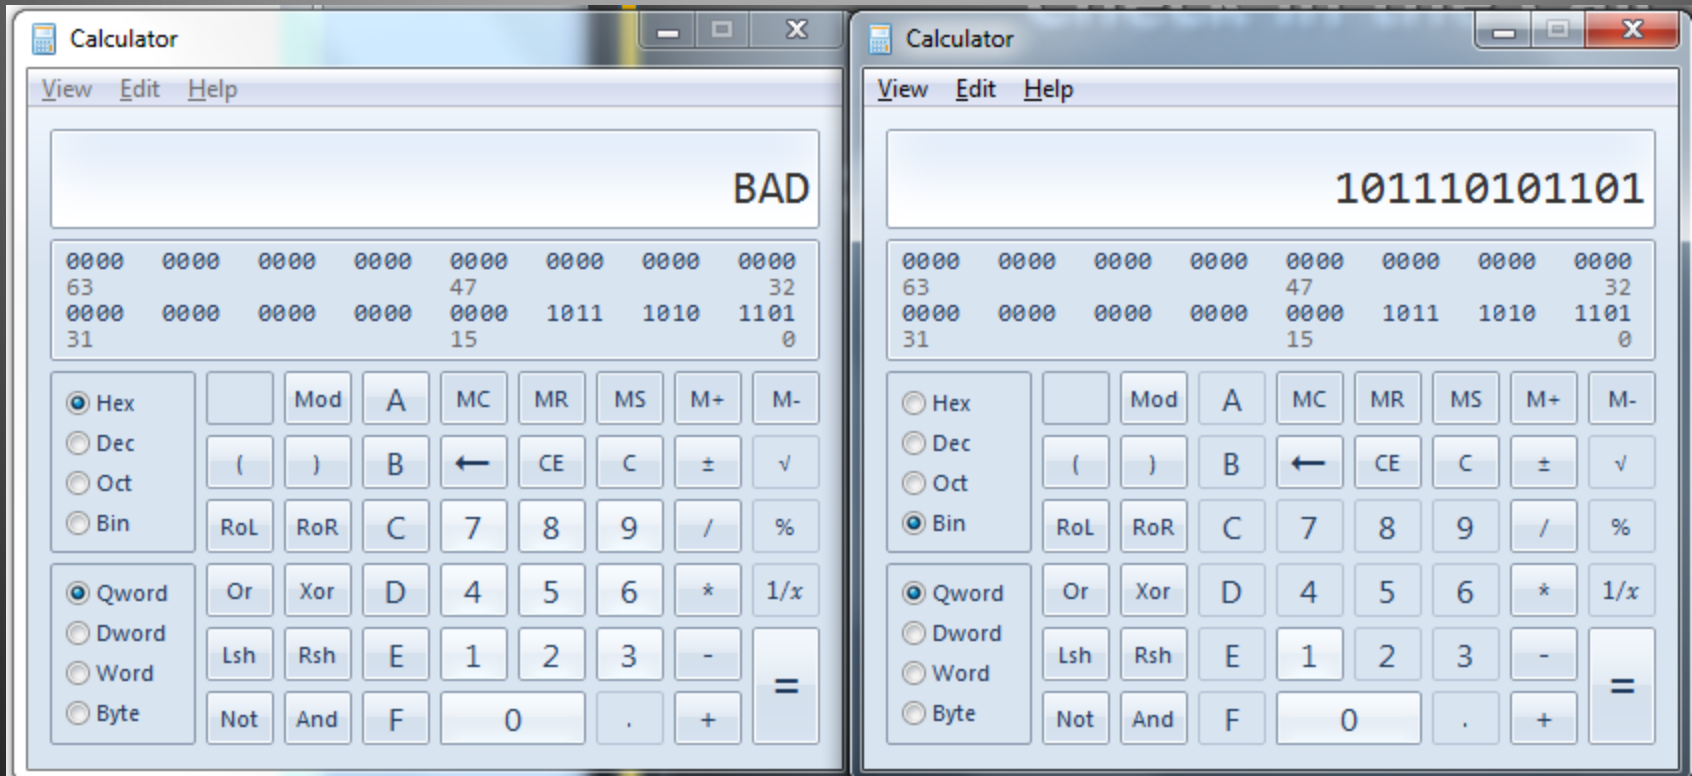 Calculator
View Edit Help
BAD
0000 0000 0000 0000 0000 0000 0000 0000
63 47 32
0000 0000 0000 0000 0000 1011 1010 1101
31 15 0
Hex Mod A MC MR MS M+ M-
Dec ( ) B ← CE C ± √
Oct
Bin RoL RoR C 7 8 9 / %
Qword Or Xor D 4 5 6 * 1/x
Dword Lsh Rsh E 1 2 3 - =
Word
Byte Not And F 0 . +
Calculator
View Edit Help
101110101101
0000 0000 0000 0000 0000 0000 0000 0000
63 47 32
0000 0000 0000 0000 0000 1011 1010 1101
31 15 0
Hex Mod A MC MR MS M+ M-
Dec ( ) B ← CE C ± √
Oct
Bin RoL RoR C 7 8 9 / %
Qword Or Xor D 4 5 6 * 1/x
Dword Lsh Rsh E 1 2 3 - =
Word
Byte Not And F 0 . +